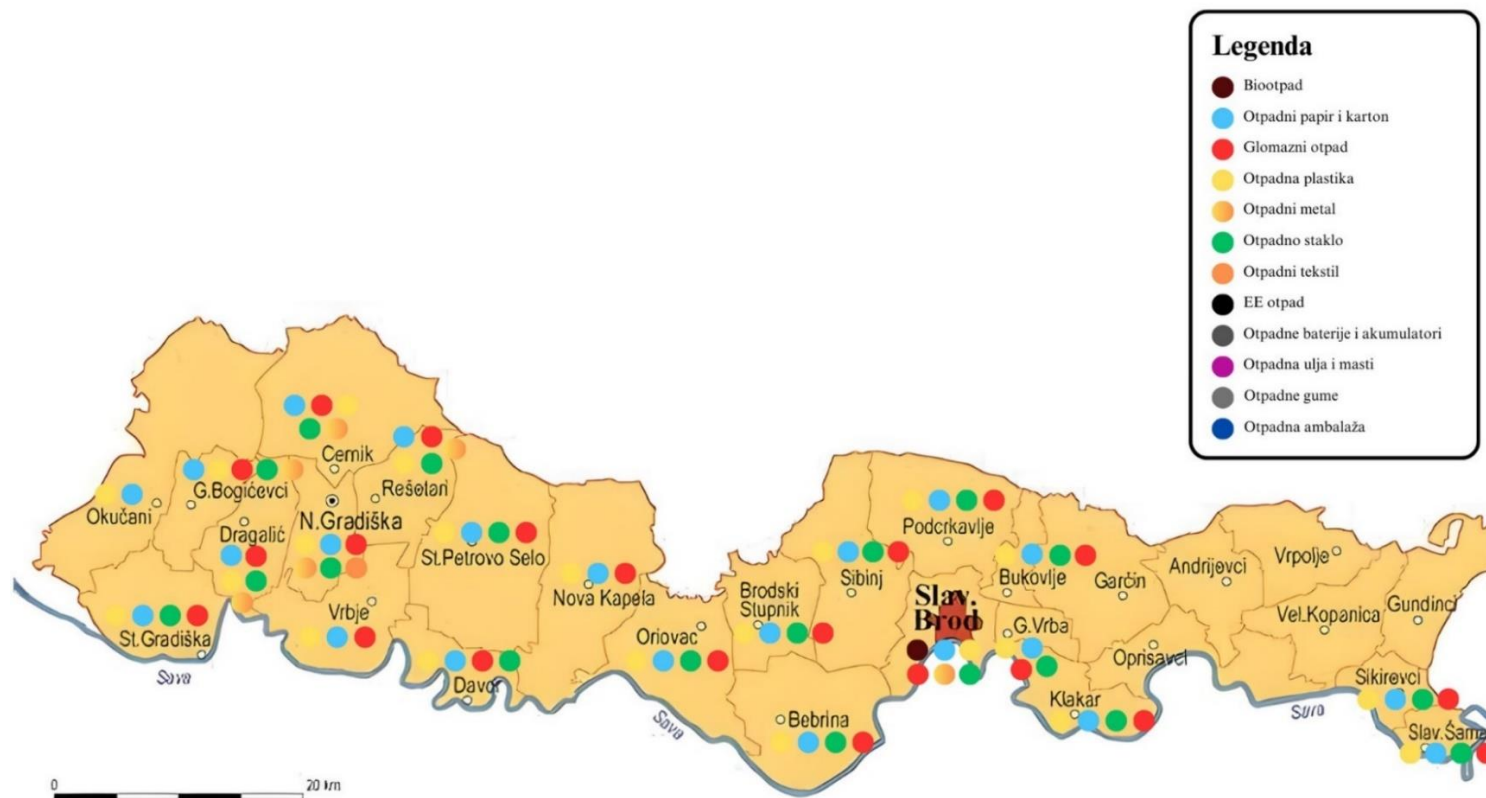 Legenda
Biootpad
Otpadni papir i karton
Glomazni otpad
Otpadna plastika
Otpadni metal
Otpadno staklo
Otpadni tekstil
EE otpad
Otpadne baterije i akumulatori
Otpadna ulja i masti
Otpadne gume
Otpadna ambalaža
Cernik
G.Bogićevci
Rešetari
Okučani
N.Gradiška
Dragalić
Podcrkavlje
St.Petrovo Selo
Sibinj
Bukovlje
Garčin
Andrijevci
Vrpolje
Nova Kapela
Brodski
Stupnik
Slav.
Brod
Vrbje
St.Gradiška
Oriovac
G.Vrba
Vel.Kopanica
Gundinci
Oprisavci
Sava
Davor
Sava
Bebrina
Klakar
Sikirevci
Sava
Slav.Šama
0
20 km